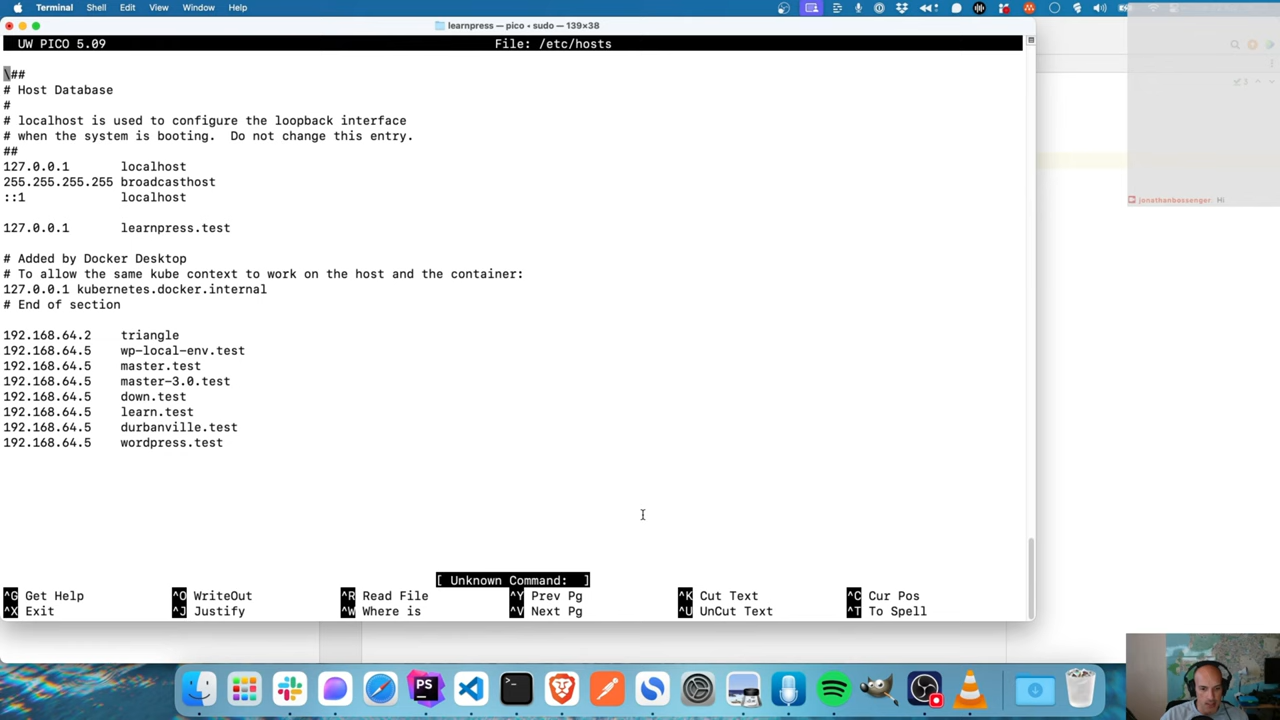 Terminal Shell Edit View Window Help
learnpress — pico ◂ sudo — 139×38
UW PICO 5.09 File: /etc/hosts
\##
# Host Database
#
# localhost is used to configure the loopback interface
# when the system is booting.  Do not change this entry.
##
127.0.0.1 localhost
255.255.255.255 broadcasthost
::1 localhost
127.0.0.1 learnpress.test
# Added by Docker Desktop
# To allow the same kube context to work on the host and the container:
127.0.0.1 kubernetes.docker.internal
# End of section
192.168.64.2 triangle
192.168.64.5 wp-local-env.test
192.168.64.5 master.test
192.168.64.5 master-3.0.test
192.168.64.5 down.test
192.168.64.5 learn.test
192.168.64.5 durbanville.test
192.168.64.5 wordpress.test
[ Unknown Command:  ]
^G Get Help ^O WriteOut ^R Read File ^Y Prev Pg ^K Cut Text ^C Cur Pos
^X Exit ^J Justify ^W Where is ^V Next Pg ^U UnCut Text ^T To Spell
jonathanbossenger: Hi
PS
>_